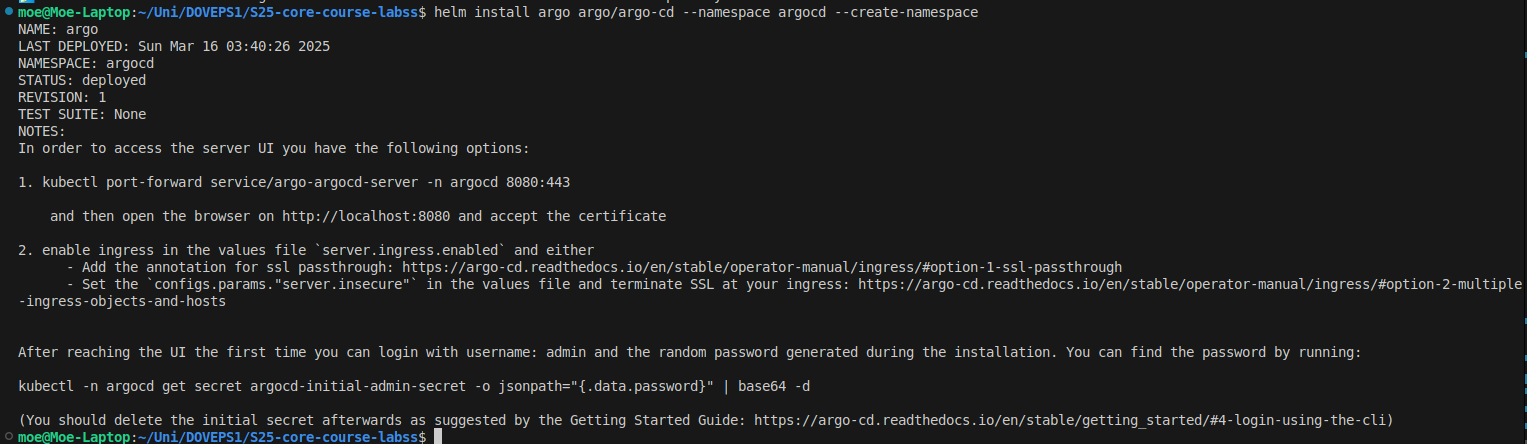 moe@Moe-Laptop:~/Uni/DOVEPS1/S25-core-course-labss$ helm install argo argo/argo-cd --namespace argocd --create-namespace
NAME: argo
LAST DEPLOYED: Sun Mar 16 03:40:26 2025
NAMESPACE: argocd
STATUS: deployed
REVISION: 1
TEST SUITE: None
NOTES:
In order to access the server UI you have the following options:

1. kubectl port-forward service/argo-argocd-server -n argocd 8080:443

    and then open the browser on http://localhost:8080 and accept the certificate

2. enable ingress in the values file `server.ingress.enabled` and either
      - Add the annotation for ssl passthrough: https://argo-cd.readthedocs.io/en/stable/operator-manual/ingress/#option-1-ssl-passthrough
      - Set the `configs.params."server.insecure"` in the values file and terminate SSL at your ingress: https://argo-cd.readthedocs.io/en/stable/operator-manual/ingress/#option-2-multiple
-ingress-objects-and-hosts

After reaching the UI the first time you can login with username: admin and the random password generated during the installation. You can find the password by running:

kubectl -n argocd get secret argocd-initial-admin-secret -o jsonpath="{.data.password}" | base64 -d

(You should delete the initial secret afterwards as suggested by the Getting Started Guide: https://argo-cd.readthedocs.io/en/stable/getting_started/#4-login-using-the-cli)
moe@Moe-Laptop:~/Uni/DOVEPS1/S25-core-course-labss$